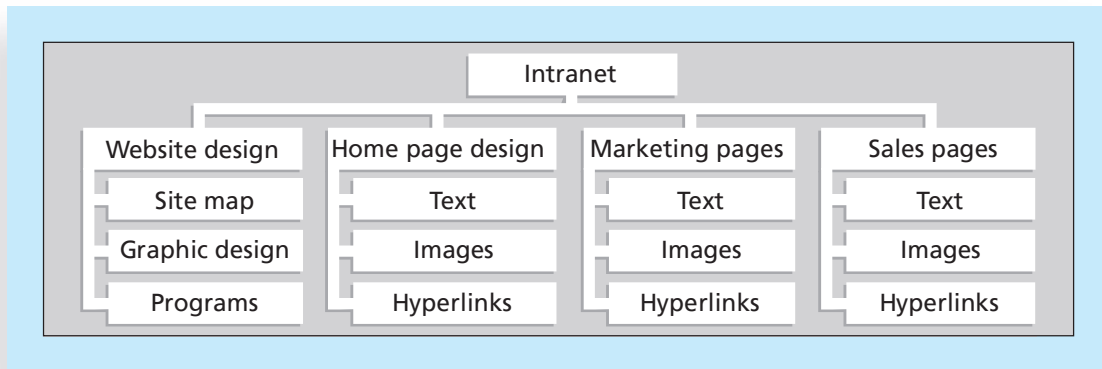 Intranet
Website design
Site map
Graphic design
Programs
Home page design
Text
Images
Hyperlinks
Marketing pages
Text
Images
Hyperlinks
Sales pages
Text
Images
Hyperlinks